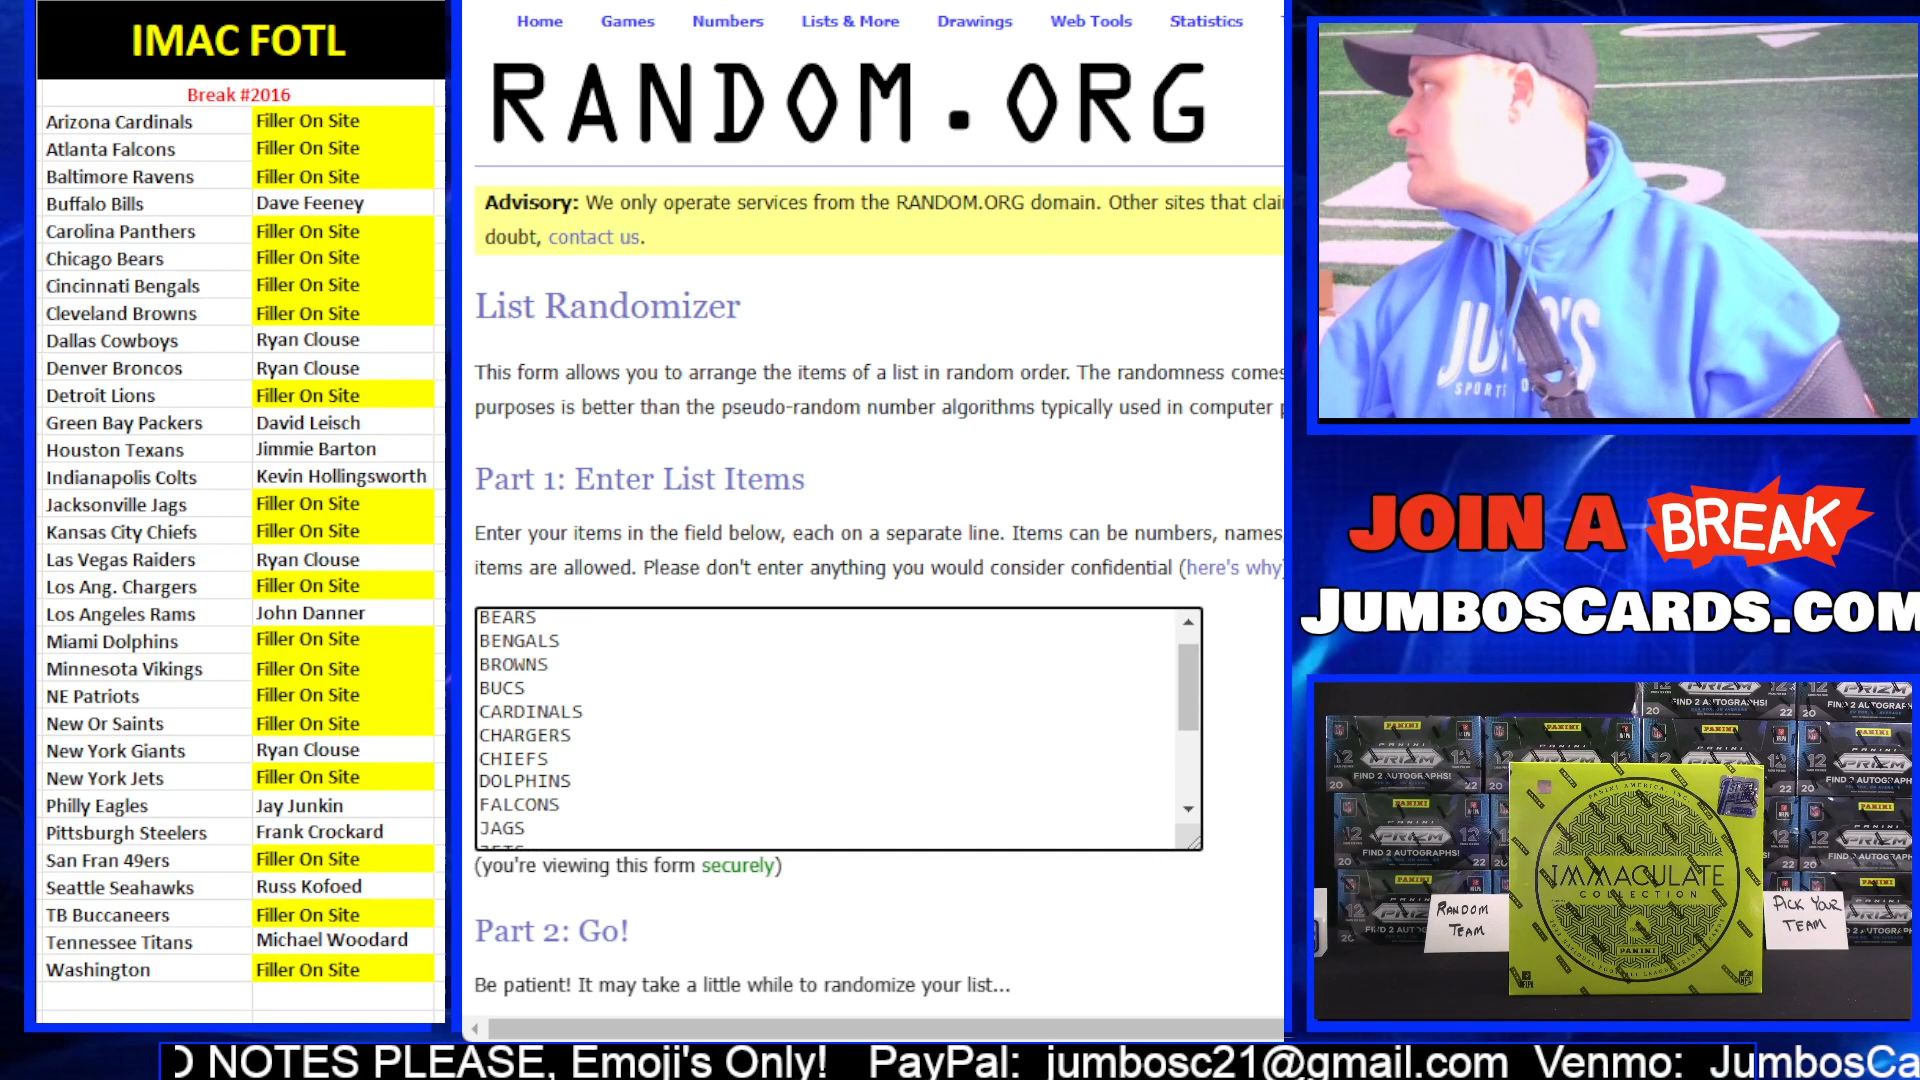 IMAC FOTL
Break #2016
Arizona Cardinals Filler On Site
Atlanta Falcons Filler On Site
Baltimore Ravens Filler On Site
Buffalo Bills Dave Feeney
Carolina Panthers Filler On Site
Chicago Bears Filler On Site
Cincinnati Bengals Filler On Site
Cleveland Browns Filler On Site
Dallas Cowboys Ryan Clouse
Denver Broncos Ryan Clouse
Detroit Lions Filler On Site
Green Bay Packers David Leisch
Houston Texans Jimmie Barton
Indianapolis Colts Kevin Hollingsworth
Jacksonville Jags Filler On Site
Kansas City Chiefs Filler On Site
Las Vegas Raiders Ryan Clouse
Los Ang. Chargers Filler On Site
Los Angeles Rams John Danner
Miami Dolphins Filler On Site
Minnesota Vikings Filler On Site
NE Patriots Filler On Site
New Or Saints Filler On Site
New York Giants Ryan Clouse
New York Jets Filler On Site
Philly Eagles Jay Junkin
Pittsburgh Steelers Frank Crockard
San Fran 49ers Filler On Site
Seattle Seahawks Russ Kofoed
TB Buccaneers Filler On Site
Tennessee Titans Michael Woodard
Washington Filler On Site
Home Games Numbers Lists & More Drawings Web Tools Statistics
RANDOM.ORG
Advisory: We only operate services from the RANDOM.ORG domain. Other sites that clai
doubt, contact us.
List Randomizer
This form allows you to arrange the items of a list in random order. The randomness comes
purposes is better than the pseudo-random number algorithms typically used in computer p
Part 1: Enter List Items
Enter your items in the field below, each on a separate line. Items can be numbers, names
items are allowed. Please don't enter anything you would consider confidential (here's why)
BEARS
BENGALS
BROWNS
BUCS
CARDINALS
CHARGERS
CHIEFS
DOLPHINS
FALCONS
JAGS
JETS
(you're viewing this form securely)
Part 2: Go!
Be patient! It may take a little while to randomize your list...
JUMBO'S
SPORTS
JOIN A BREAK
JUMBOSCARDS.COM
PANINI
PRIZM
FIND 2 AUTOGRAPHS!
RANDOM
TEAM
IMMACULATE
COLLECTION
PANINI
PICK YOUR
TEAM
O NOTES PLEASE, Emoji's Only! PayPal: jumbosc21@gmail.com Venmo: JumbosCa